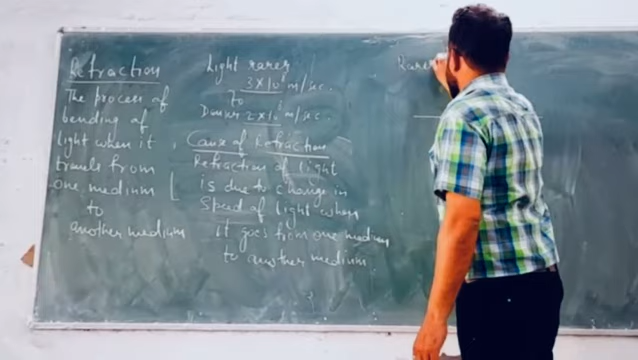 Refraction
The process of
bending of
light when it
travels from
one medium
to
another medium
Light rarer
3×10⁸ m/sec.
to
Denser 2×10⁸ m/sec.
Cause of Refraction
Refraction of light
is due to change in
Speed of light when
it goes from one medium
to another medium
Rarer